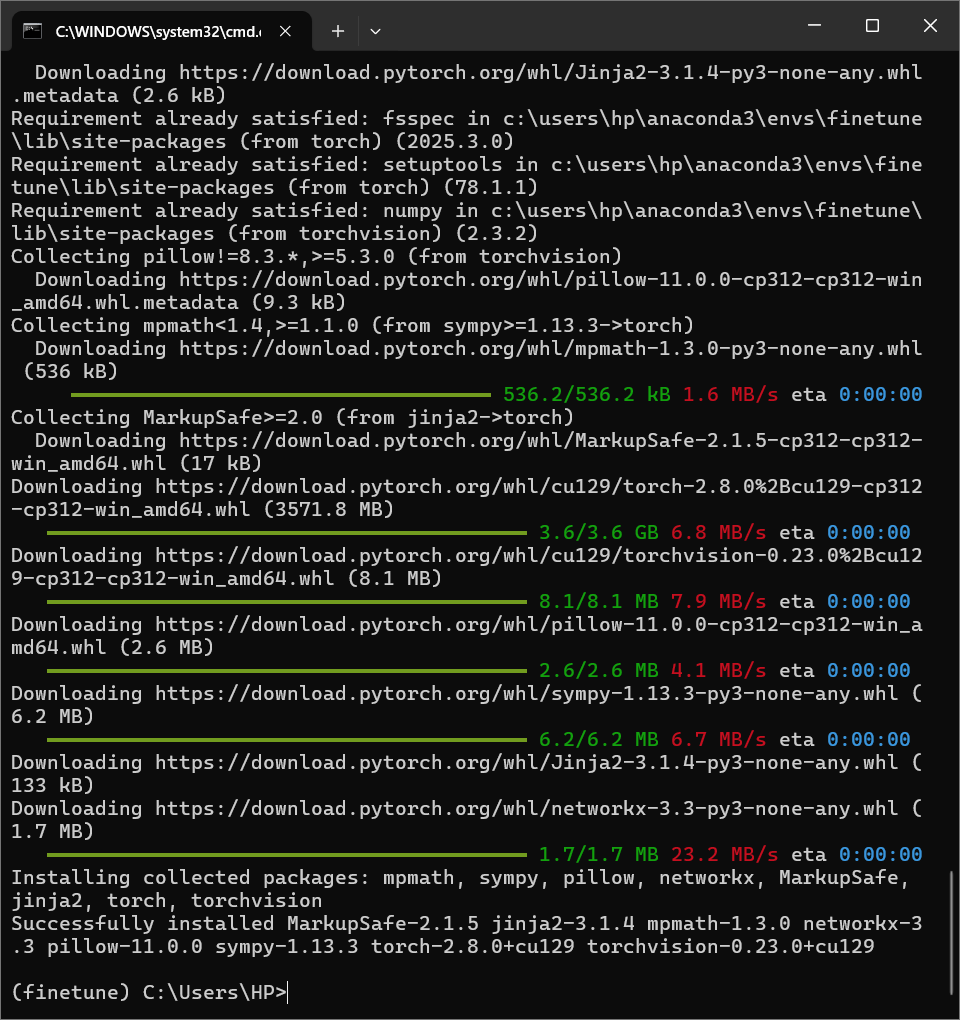 C:\WINDOWS\system32\cmd.
Downloading https://download.pytorch.org/whl/Jinja2-3.1.4-py3-none-any.whl
.metadata (2.6 kB)
Requirement already satisfied: fsspec in c:\users\hp\anaconda3\envs\finetune
\lib\site-packages (from torch) (2025.3.0)
Requirement already satisfied: setuptools in c:\users\hp\anaconda3\envs\fine
tune\lib\site-packages (from torch) (78.1.1)
Requirement already satisfied: numpy in c:\users\hp\anaconda3\envs\finetune\
lib\site-packages (from torchvision) (2.3.2)
Collecting pillow!=8.3.*,>=5.3.0 (from torchvision)
Downloading https://download.pytorch.org/whl/pillow-11.0.0-cp312-cp312-win
_amd64.whl.metadata (9.3 kB)
Collecting mpmath<1.4,>=1.1.0 (from sympy>=1.13.3->torch)
Downloading https://download.pytorch.org/whl/mpmath-1.3.0-py3-none-any.whl
(536 kB)
536.2/536.2 kB 1.6 MB/s eta 0:00:00
Collecting MarkupSafe>=2.0 (from jinja2->torch)
Downloading https://download.pytorch.org/whl/MarkupSafe-2.1.5-cp312-cp312-
win_amd64.whl (17 kB)
Downloading https://download.pytorch.org/whl/cu129/torch-2.8.0%2Bcu129-cp312
-cp312-win_amd64.whl (3571.8 MB)
3.6/3.6 GB 6.8 MB/s eta 0:00:00
Downloading https://download.pytorch.org/whl/cu129/torchvision-0.23.0%2Bcu12
9-cp312-cp312-win_amd64.whl (8.1 MB)
8.1/8.1 MB 7.9 MB/s eta 0:00:00
Downloading https://download.pytorch.org/whl/pillow-11.0.0-cp312-cp312-win_a
md64.whl (2.6 MB)
2.6/2.6 MB 4.1 MB/s eta 0:00:00
Downloading https://download.pytorch.org/whl/sympy-1.13.3-py3-none-any.whl (
6.2 MB)
6.2/6.2 MB 6.7 MB/s eta 0:00:00
Downloading https://download.pytorch.org/whl/Jinja2-3.1.4-py3-none-any.whl (
133 kB)
Downloading https://download.pytorch.org/whl/networkx-3.3-py3-none-any.whl (
1.7 MB)
1.7/1.7 MB 23.2 MB/s eta 0:00:00
Installing collected packages: mpmath, sympy, pillow, networkx, MarkupSafe,
jinja2, torch, torchvision
Successfully installed MarkupSafe-2.1.5 jinja2-3.1.4 mpmath-1.3.0 networkx-3
.3 pillow-11.0.0 sympy-1.13.3 torch-2.8.0+cu129 torchvision-0.23.0+cu129
(finetune) C:\Users\HP>